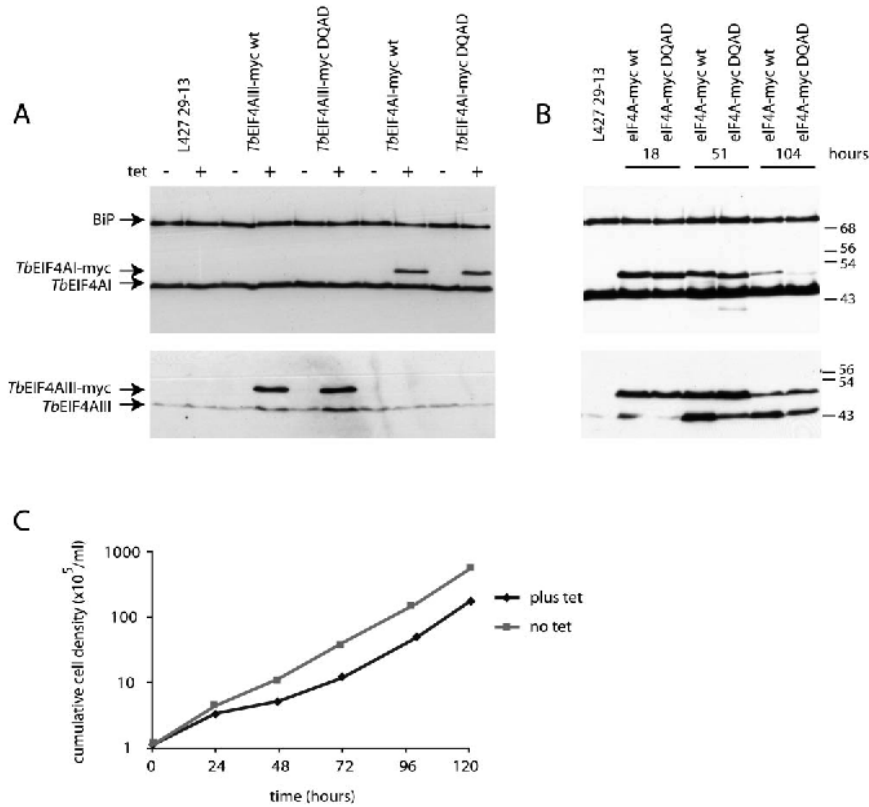 A
L427 29-13
TbEIF4AIII-myc wt
TbEIF4AIII-myc DQAD
TbEIF4AI-myc wt
TbEIF4AI-myc DQAD
tet - + - + - + - + - +
BiP
TbEIF4AI-myc
TbEIF4AI
TbEIF4AIII-myc
TbEIF4AIII
B
L427 29-13
eIF4A-myc wt
eIF4A-myc DQAD
eIF4A-myc wt
eIF4A-myc DQAD
eIF4A-myc wt
eIF4A-myc DQAD
18 51 104 hours
68
56
54
43
56
54
43
C
cumulative cell density (x10^5/ml)
1000
100
10
1
0 24 48 72 96 120
time (hours)
plus tet
no tet